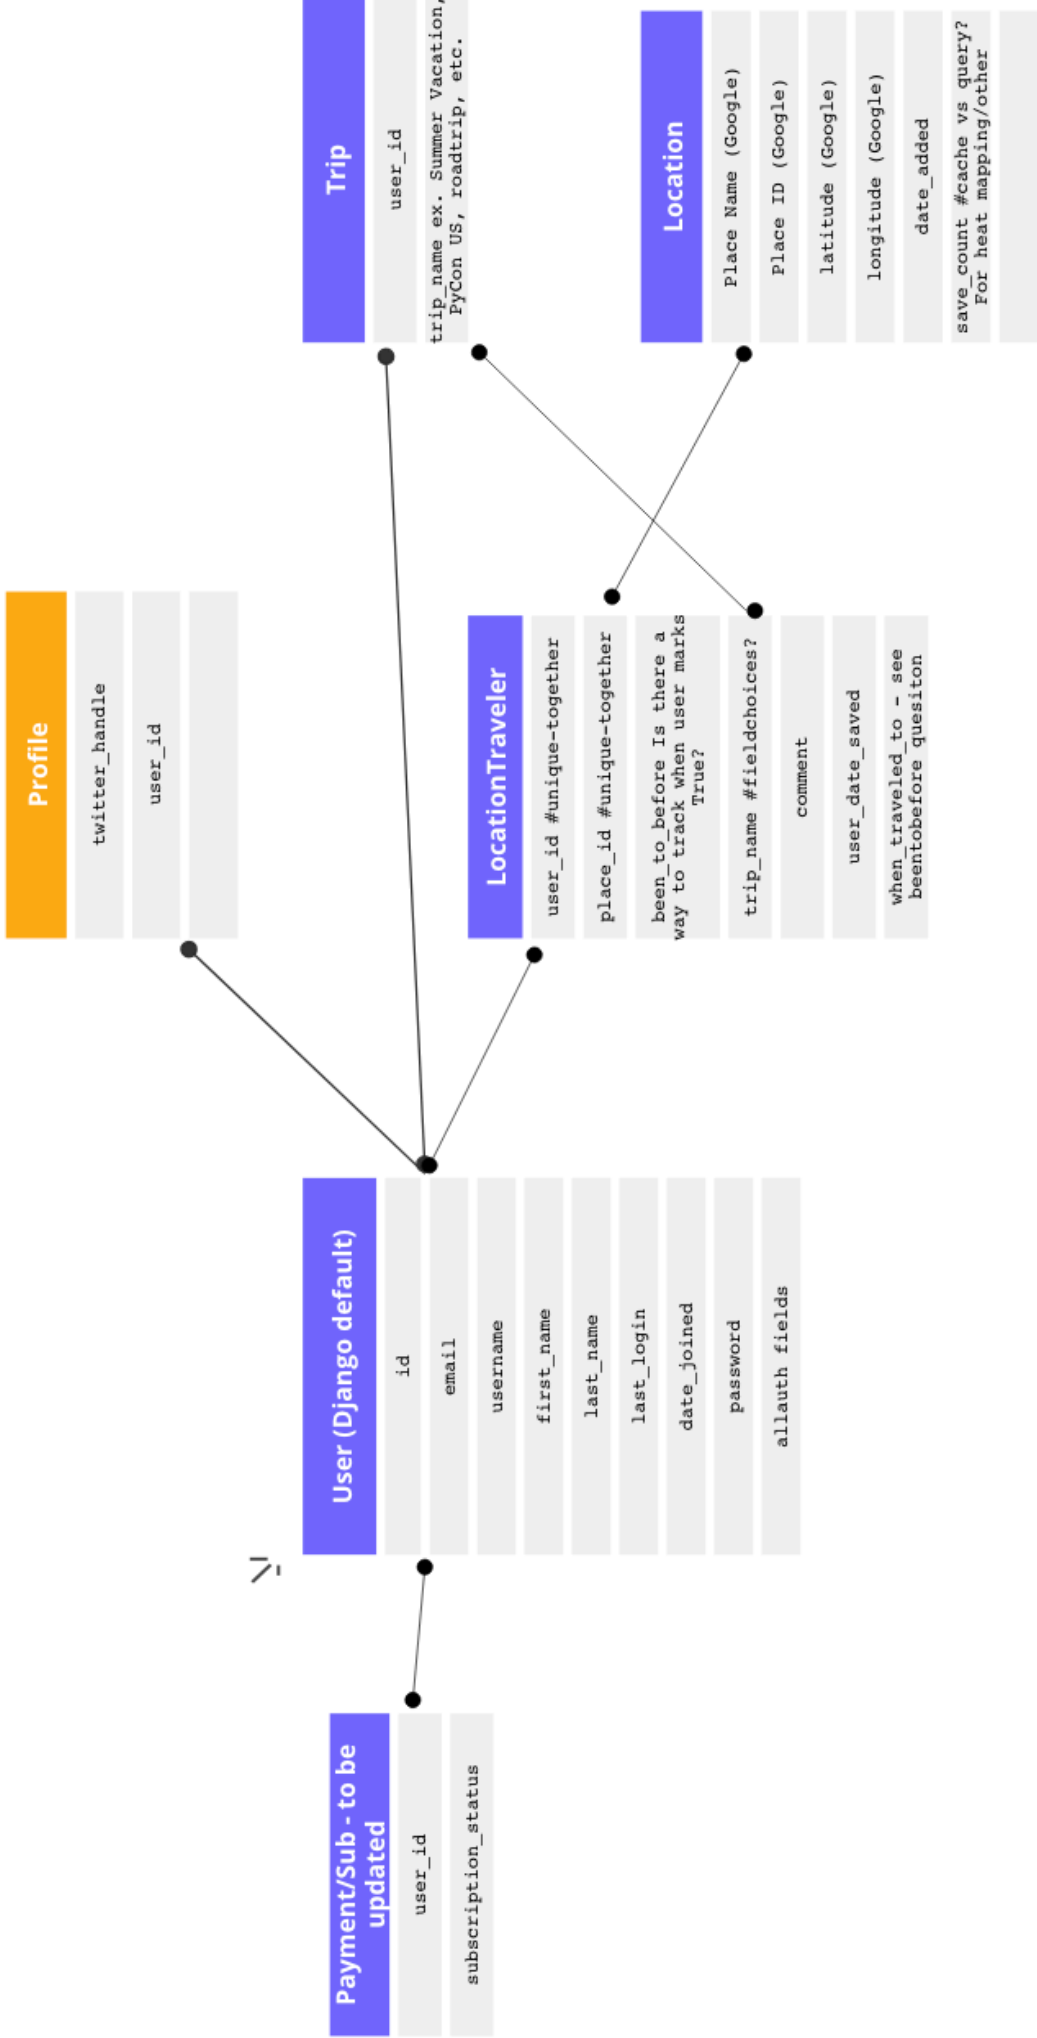 Profile
twitter_handle
user_id
Payment/Sub - to be
updated
user_id
subscription_status
User (Django default)
id
email
username
first_name
last_name
last_login
date_joined
password
allauth fields
LocationTraveler
user_id #unique-together
place_id #unique-together
been_to_before Is there a
way to track when user marks
True?
trip_name #fieldchoices?
comment
user_date_saved
when_traveled_to - see
beentobefore quesiton
Trip
user_id
trip_name ex. Summer Vacation,
PyCon US, roadtrip, etc.
Location
Place Name (Google)
Place ID (Google)
latitude (Google)
longitude (Google)
date_added
save_count #cache vs query?
For heat mapping/other